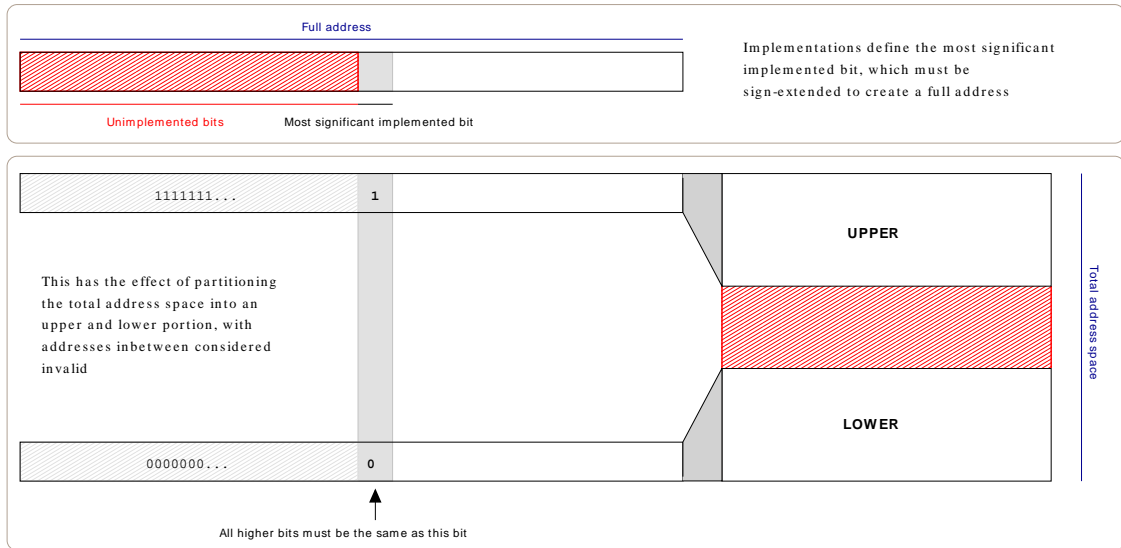 Full address
Implementations define the most significant
implemented bit, which must be
sign-extended to create a full address
Unimplemented bits
Most significant implemented bit
1111111...
1
UPPER
This has the effect of partitioning
the total address space into an
upper and lower portion, with
addresses inbetween considered
invalid
Total address space
LOWER
0000000...
0
All higher bits must be the same as this bit